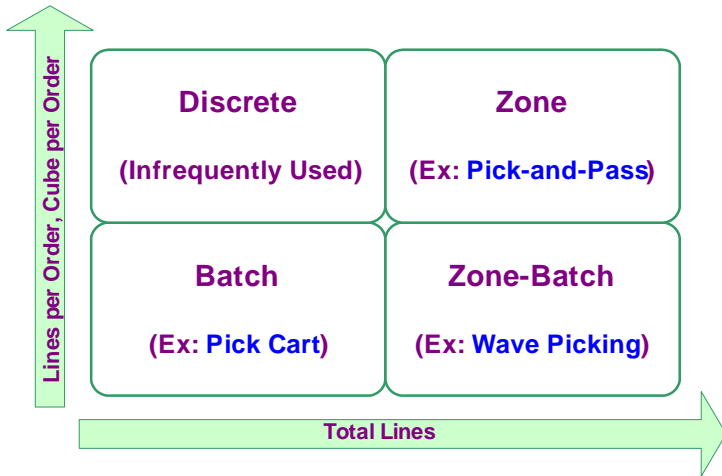 Lines per Order, Cube per Order
Discrete
(Infrequently Used)
Zone
(Ex: Pick-and-Pass)
Batch
(Ex: Pick Cart)
Zone-Batch
(Ex: Wave Picking)
Total Lines